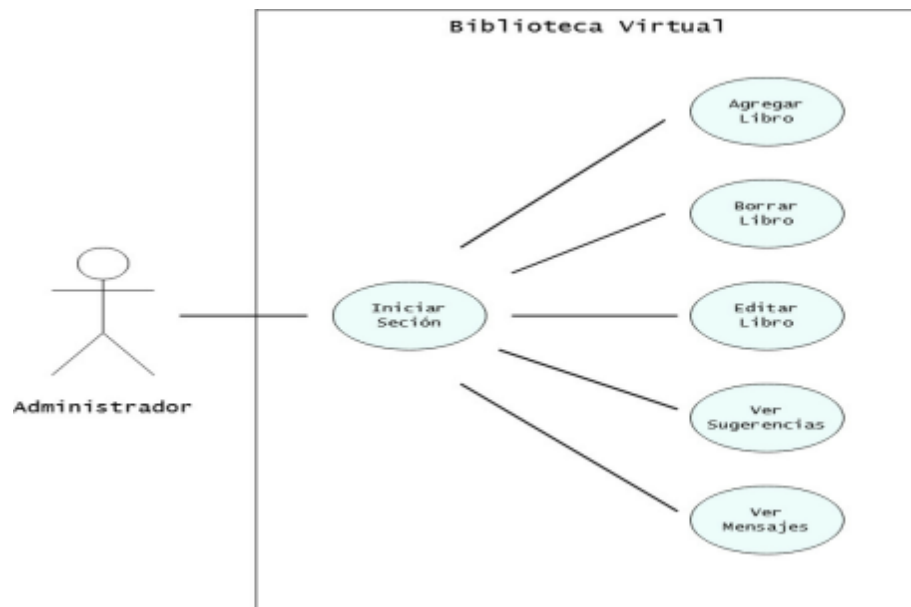 Biblioteca Virtual
Agregar
Libro
Borrar
Libro
Iniciar
Seción
Editar
Libro
Administrador
Ver
Sugerencias
Ver
Mensajes